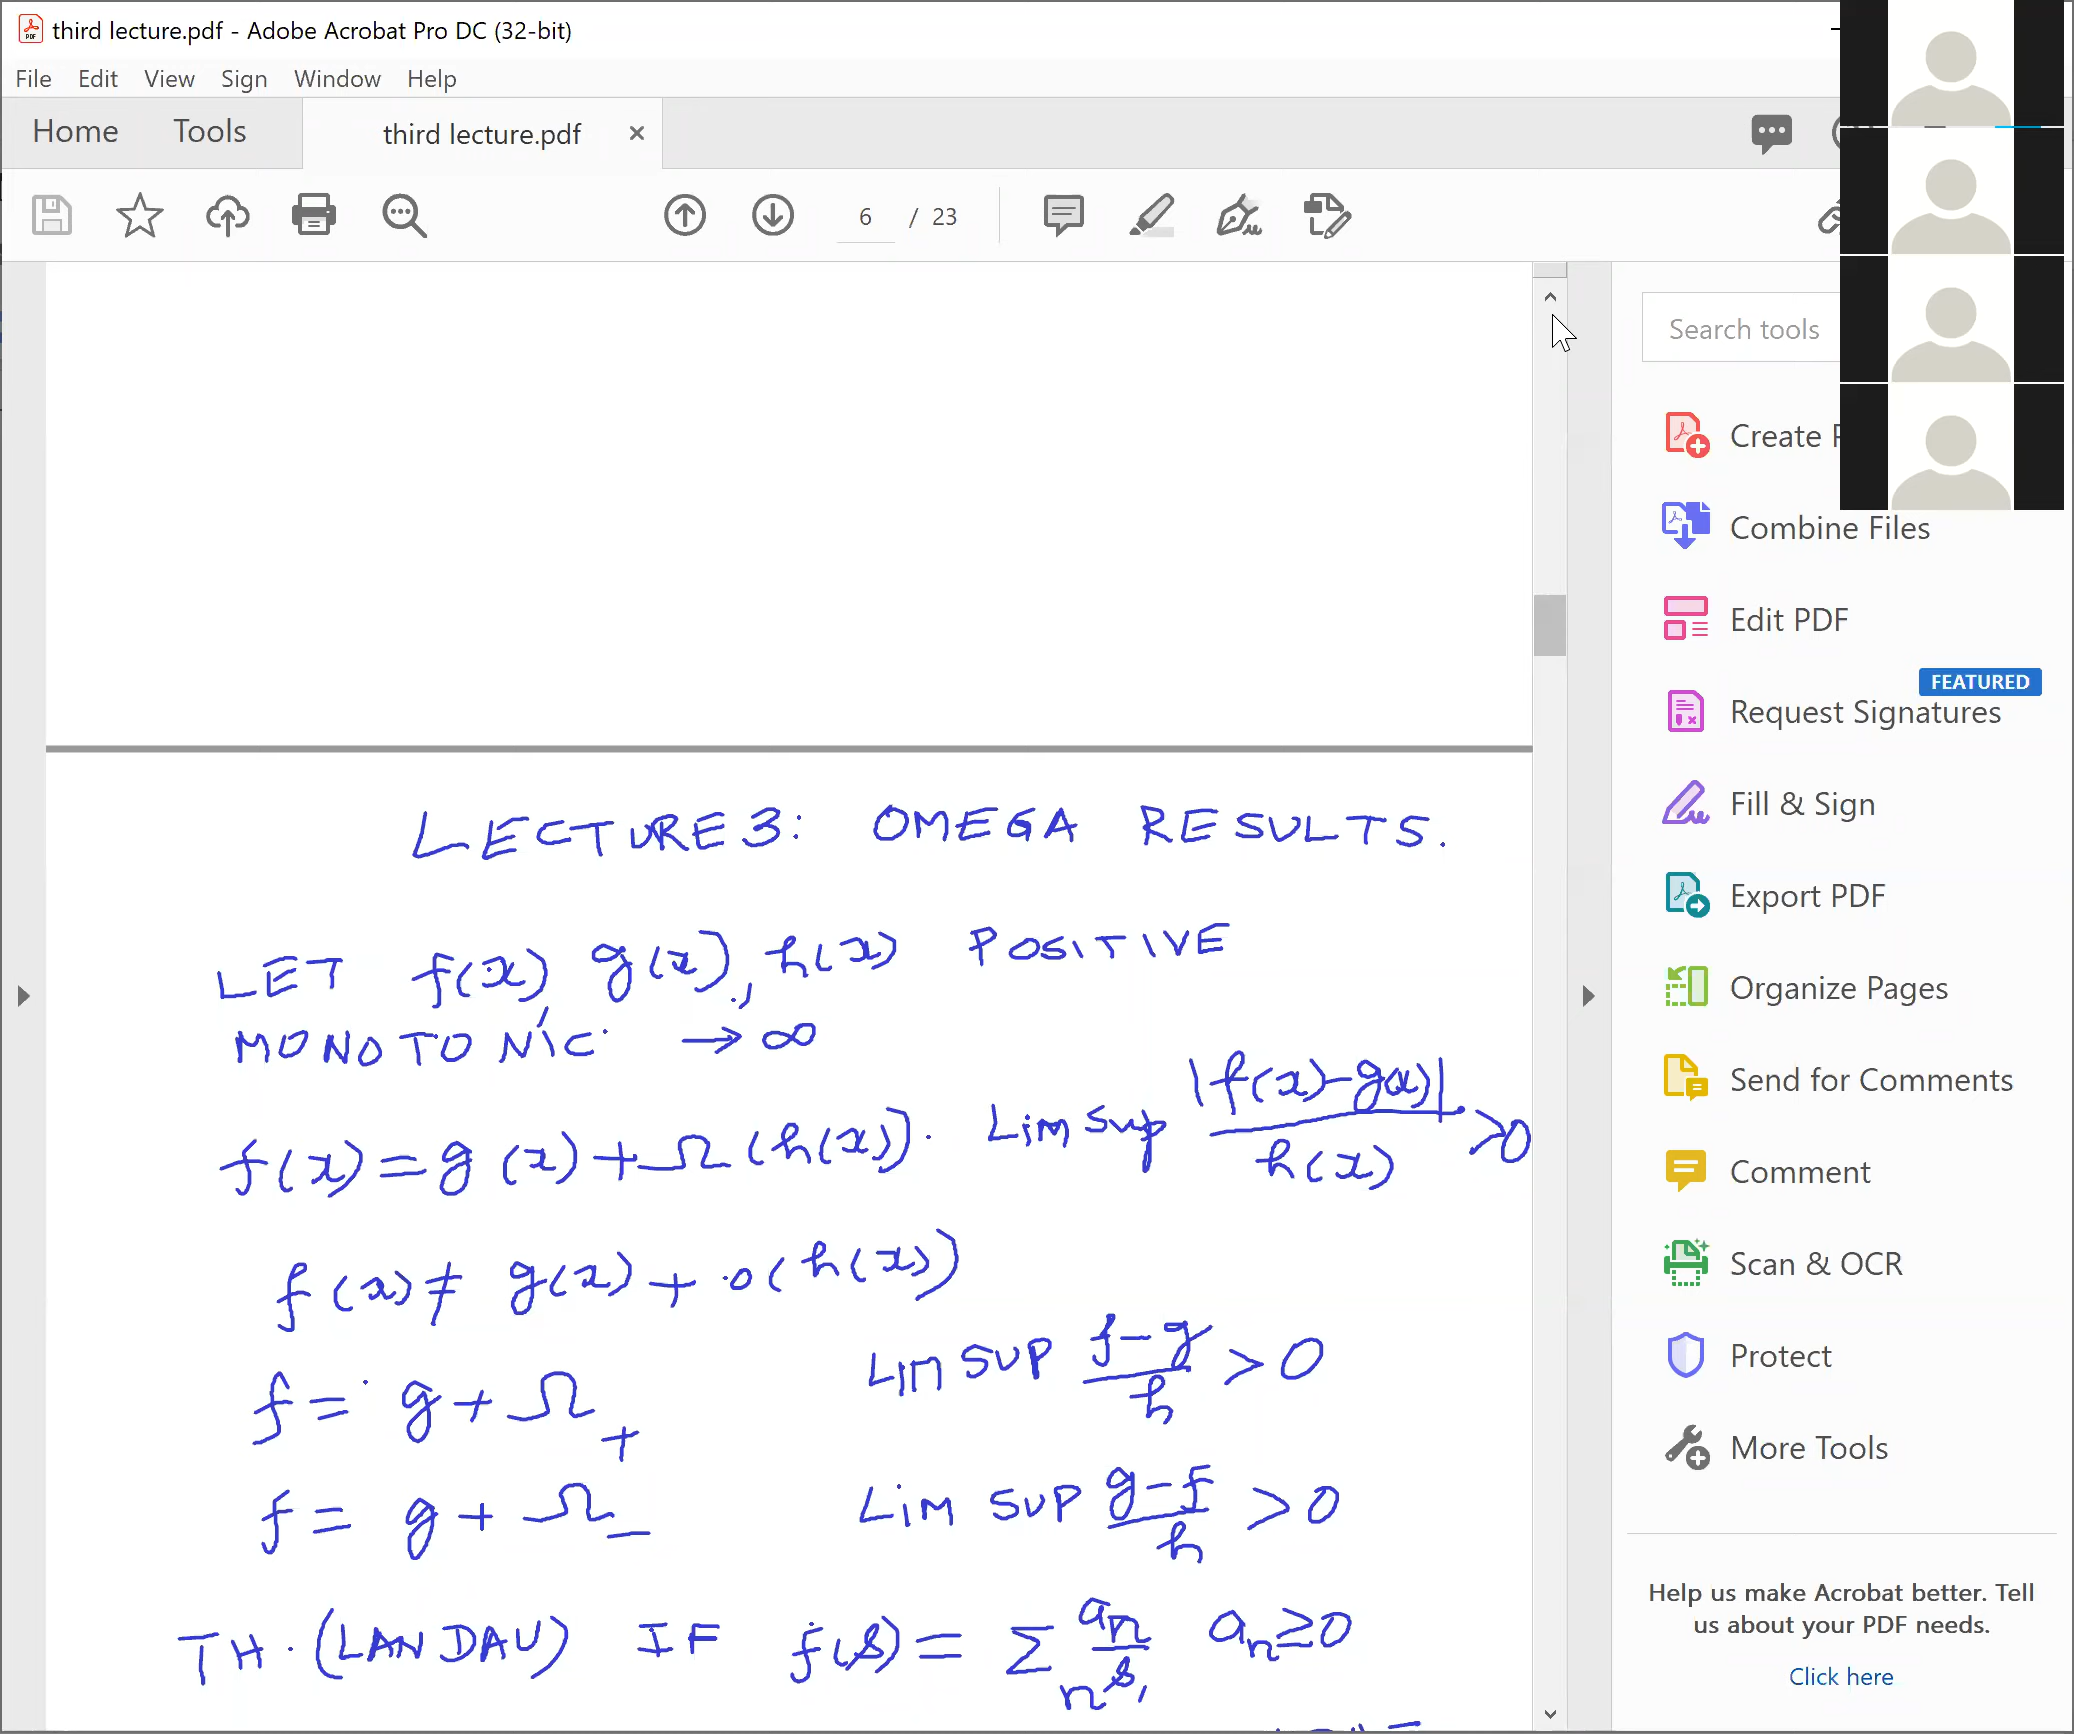 third lecture.pdf - Adobe Acrobat Pro DC (32-bit)
File Edit View Sign Window Help
Home Tools third lecture.pdf ×
6 / 23
Search tools
Create
Combine Files
Edit PDF
FEATURED
Request Signatures
Fill & Sign
Export PDF
Organize Pages
Send for Comments
Comment
Scan & OCR
Protect
More Tools
Help us make Acrobat better. Tell
us about your PDF needs.
Click here
LECTURE 3: OMEGA RESULTS.
LET f(x), g(x), h(x) POSITIVE
MONOTONIC → ∞
f(x) = g(x) + Ω(h(x)). Lim sup |f(x)-g(x)| / h(x) > 0
f(x) ≠ g(x) + o(h(x))
f = g + Ω₊ Lim SUP f-g / h > 0
f = g + Ω₋ Lim SUP g-f / h > 0
TH. (LANDAU) IF f(s) = Σ aₙ / nˢ, aₙ ≥ 0